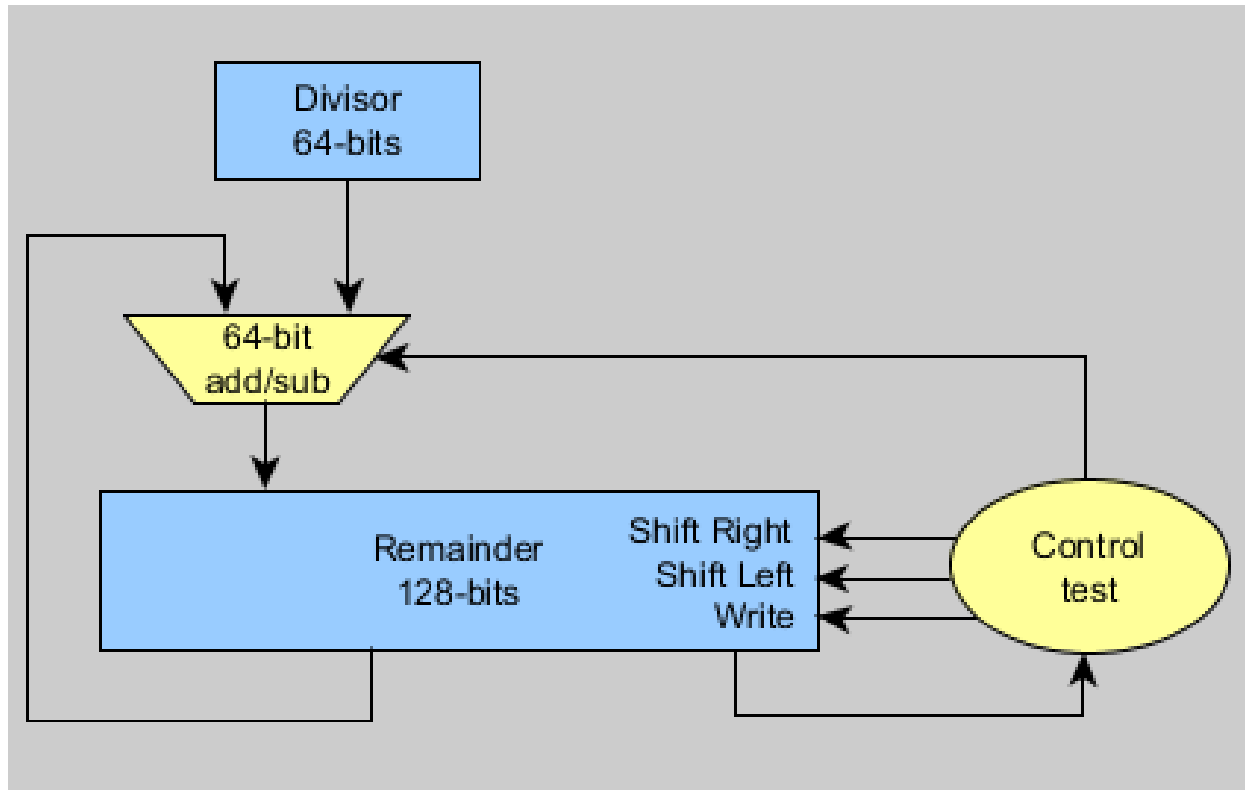 Divisor
64-bits
64-bit
add/sub
Remainder
128-bits
Shift Right
Shift Left
Write
Control
test